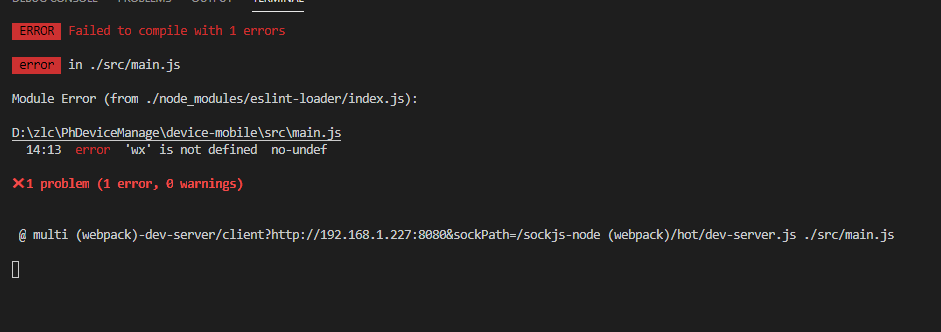 DEBUG CONSOLE PROBLEMS OUTPUT TERMINAL
ERROR Failed to compile with 1 errors
error in ./src/main.js
Module Error (from ./node_modules/eslint-loader/index.js):
D:\zlc\PhDeviceManage\device-mobile\src\main.js
14:13 error 'wx' is not defined no-undef
❌1 problem (1 error, 0 warnings)
@ multi (webpack)-dev-server/client?http://192.168.1.227:8080&sockPath=/sockjs-node (webpack)/hot/dev-server.js ./src/main.js